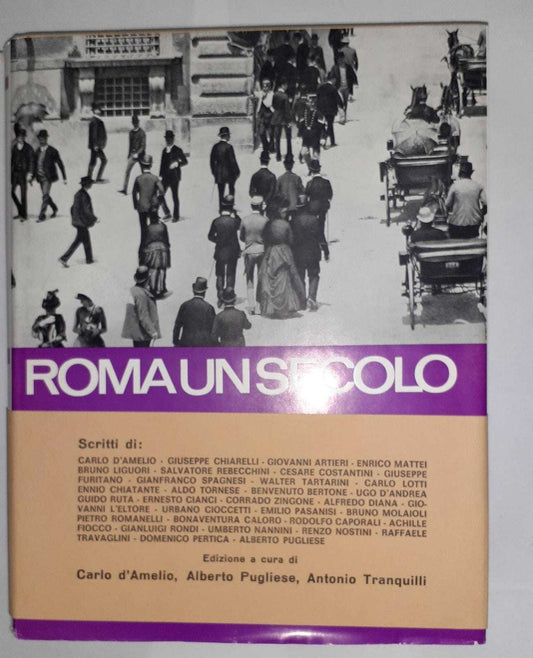 ROMA UN SECOLO
Scritti di:
CARLO D'AMELIO - GIUSEPPE CHIARELLI - GIOVANNI ARTIERI - ENRICO MATTEI
BRUNO LIGUORI - SALVATORE REBECCHINI - CESARE COSTANTINI - GIUSEPPE
FURITANO - GIANFRANCO SPAGNESI - WALTER TARTARINI - CARLO LOTTI
ENNIO CHIATANTE - ALDO TORNESE - BENVENUTO BERTONE - UGO D'ANDREA
GUIDO RUTA - ERNESTO CIANCI - CORRADO ZINGONE - ALFREDO DIANA - GIO-
VANNI L'ELTORE - URBANO CIOCCETTI - EMILIO PASANISI - BRUNO MOLAIOLI
PIETRO ROMANELLI - BONAVENTURA CALORO - RODOLFO CAPORALI - ACHILLE
FIOCCO - GIANLUIGI RONDI - UMBERTO NANNINI - RENZO NOSTINI - RAFFAELE
TRAVAGLINI - DOMENICO PERTICA - ALBERTO PUGLIESE
Edizione a cura di
Carlo d'Amelio, Alberto Pugliese, Antonio Tranquilli